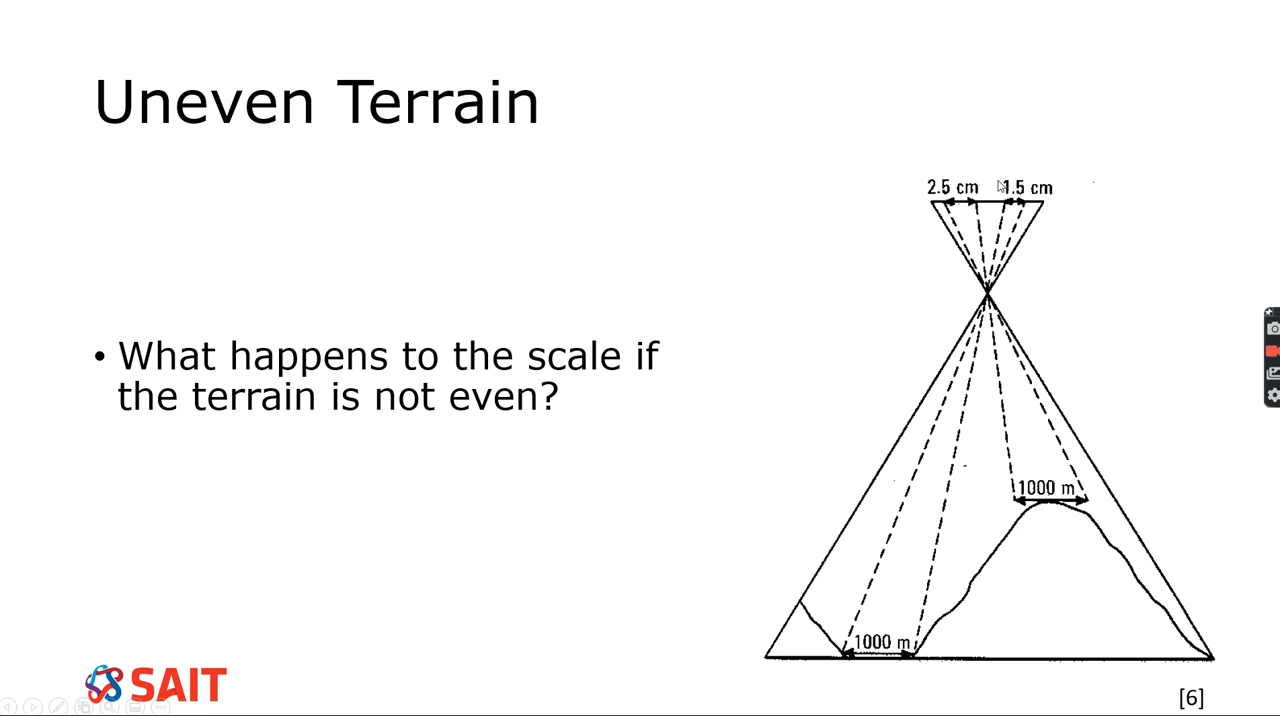 Uneven Terrain
2.5 cm
1.5 cm
• What happens to the scale if
the terrain is not even?
1000 m
1000 m
SAIT
[6]